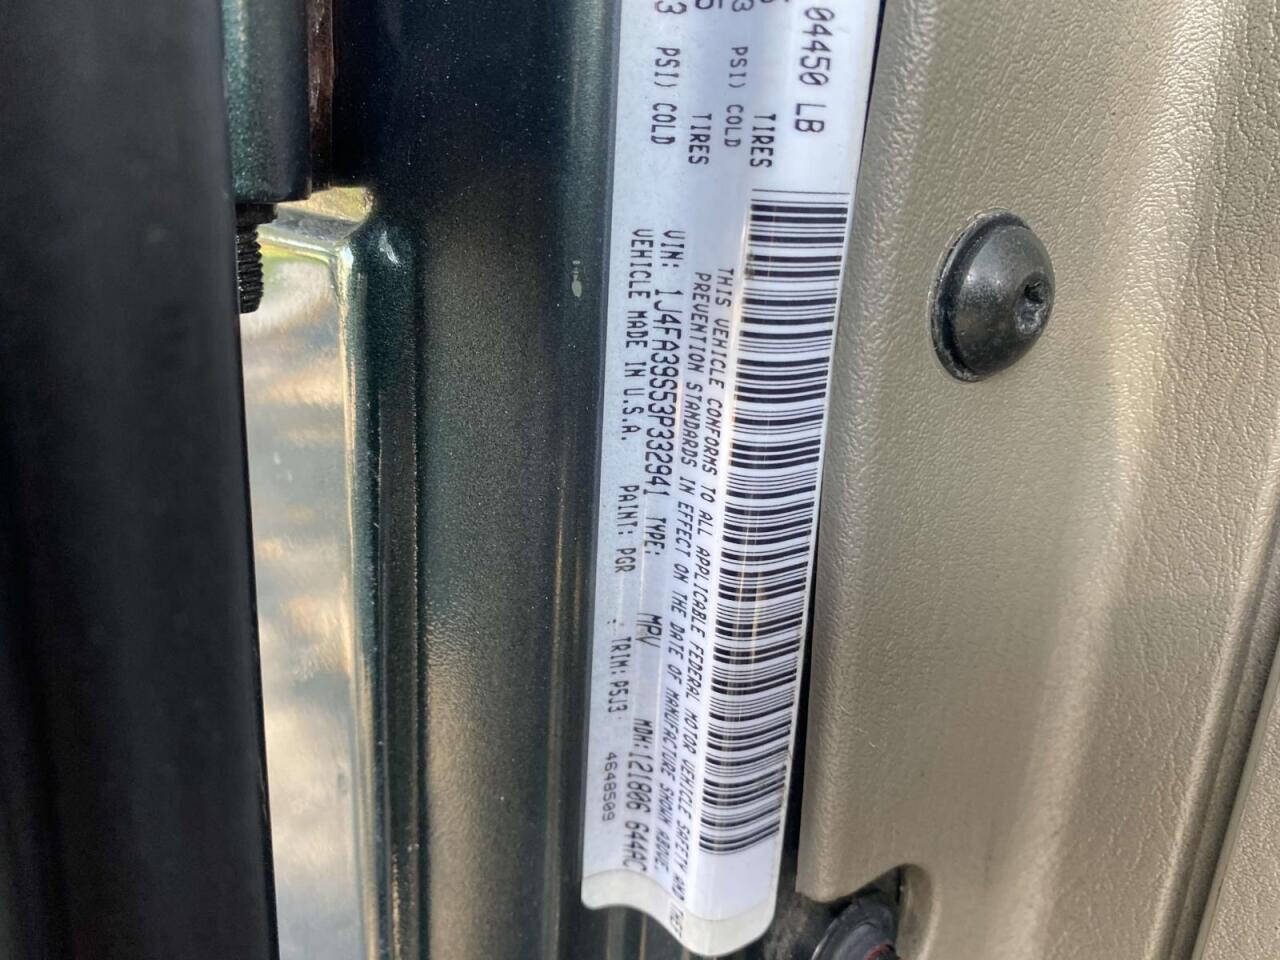 04450 LB
TIRES
PSI) COLD
TIRES
PSI) COLD
THIS VEHICLE CONFORMS TO ALL APPLICABLE FEDERAL MOTOR VEHICLE SAFETY AND THEFT
PREVENTION STANDARDS IN EFFECT ON THE DATE OF MANUFACTURE SHOWN ABOVE.
VIN: 1J4FA39S53P332941 TYPE: MPV MDH: 121806 644AC
VEHICLE MADE IN U.S.A. PAINT: PGR TRIM: P5J3 4648509